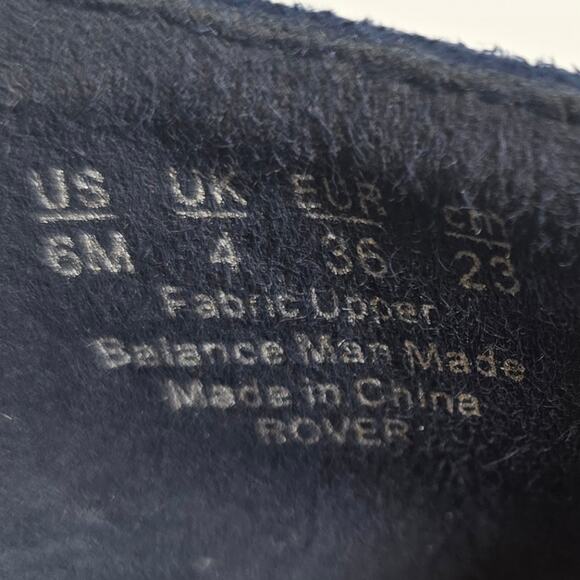 US UK EUR cm
6M 4 36 23
Fabric Upper
Balance Man Made
Made in China
ROVER